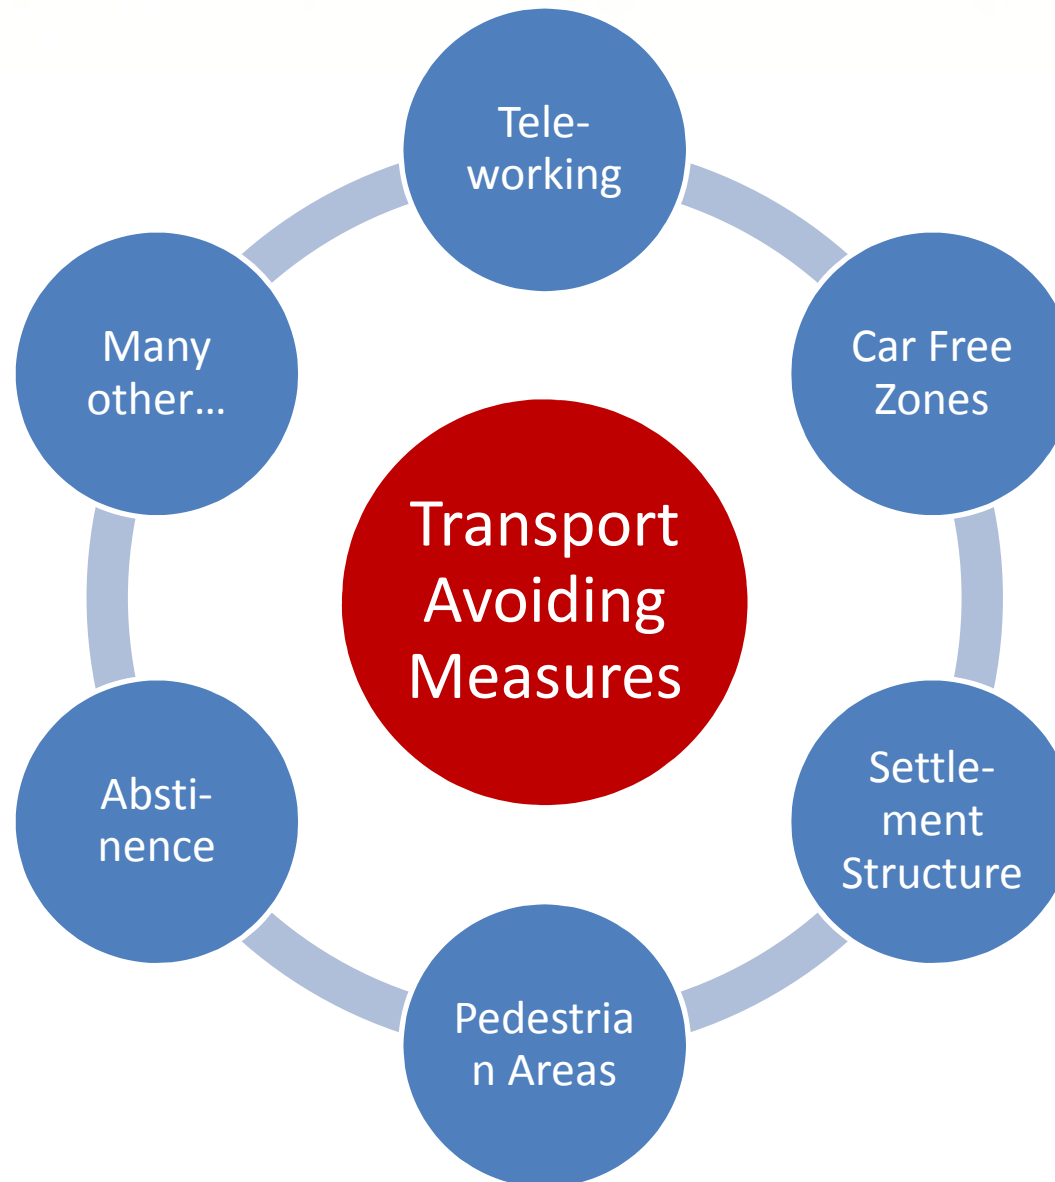 Tele-
working
Car Free
Zones
Many
other…
Transport
Avoiding
Measures
Settle-
ment
Structure
Absti-
nence
Pedestria
n Areas